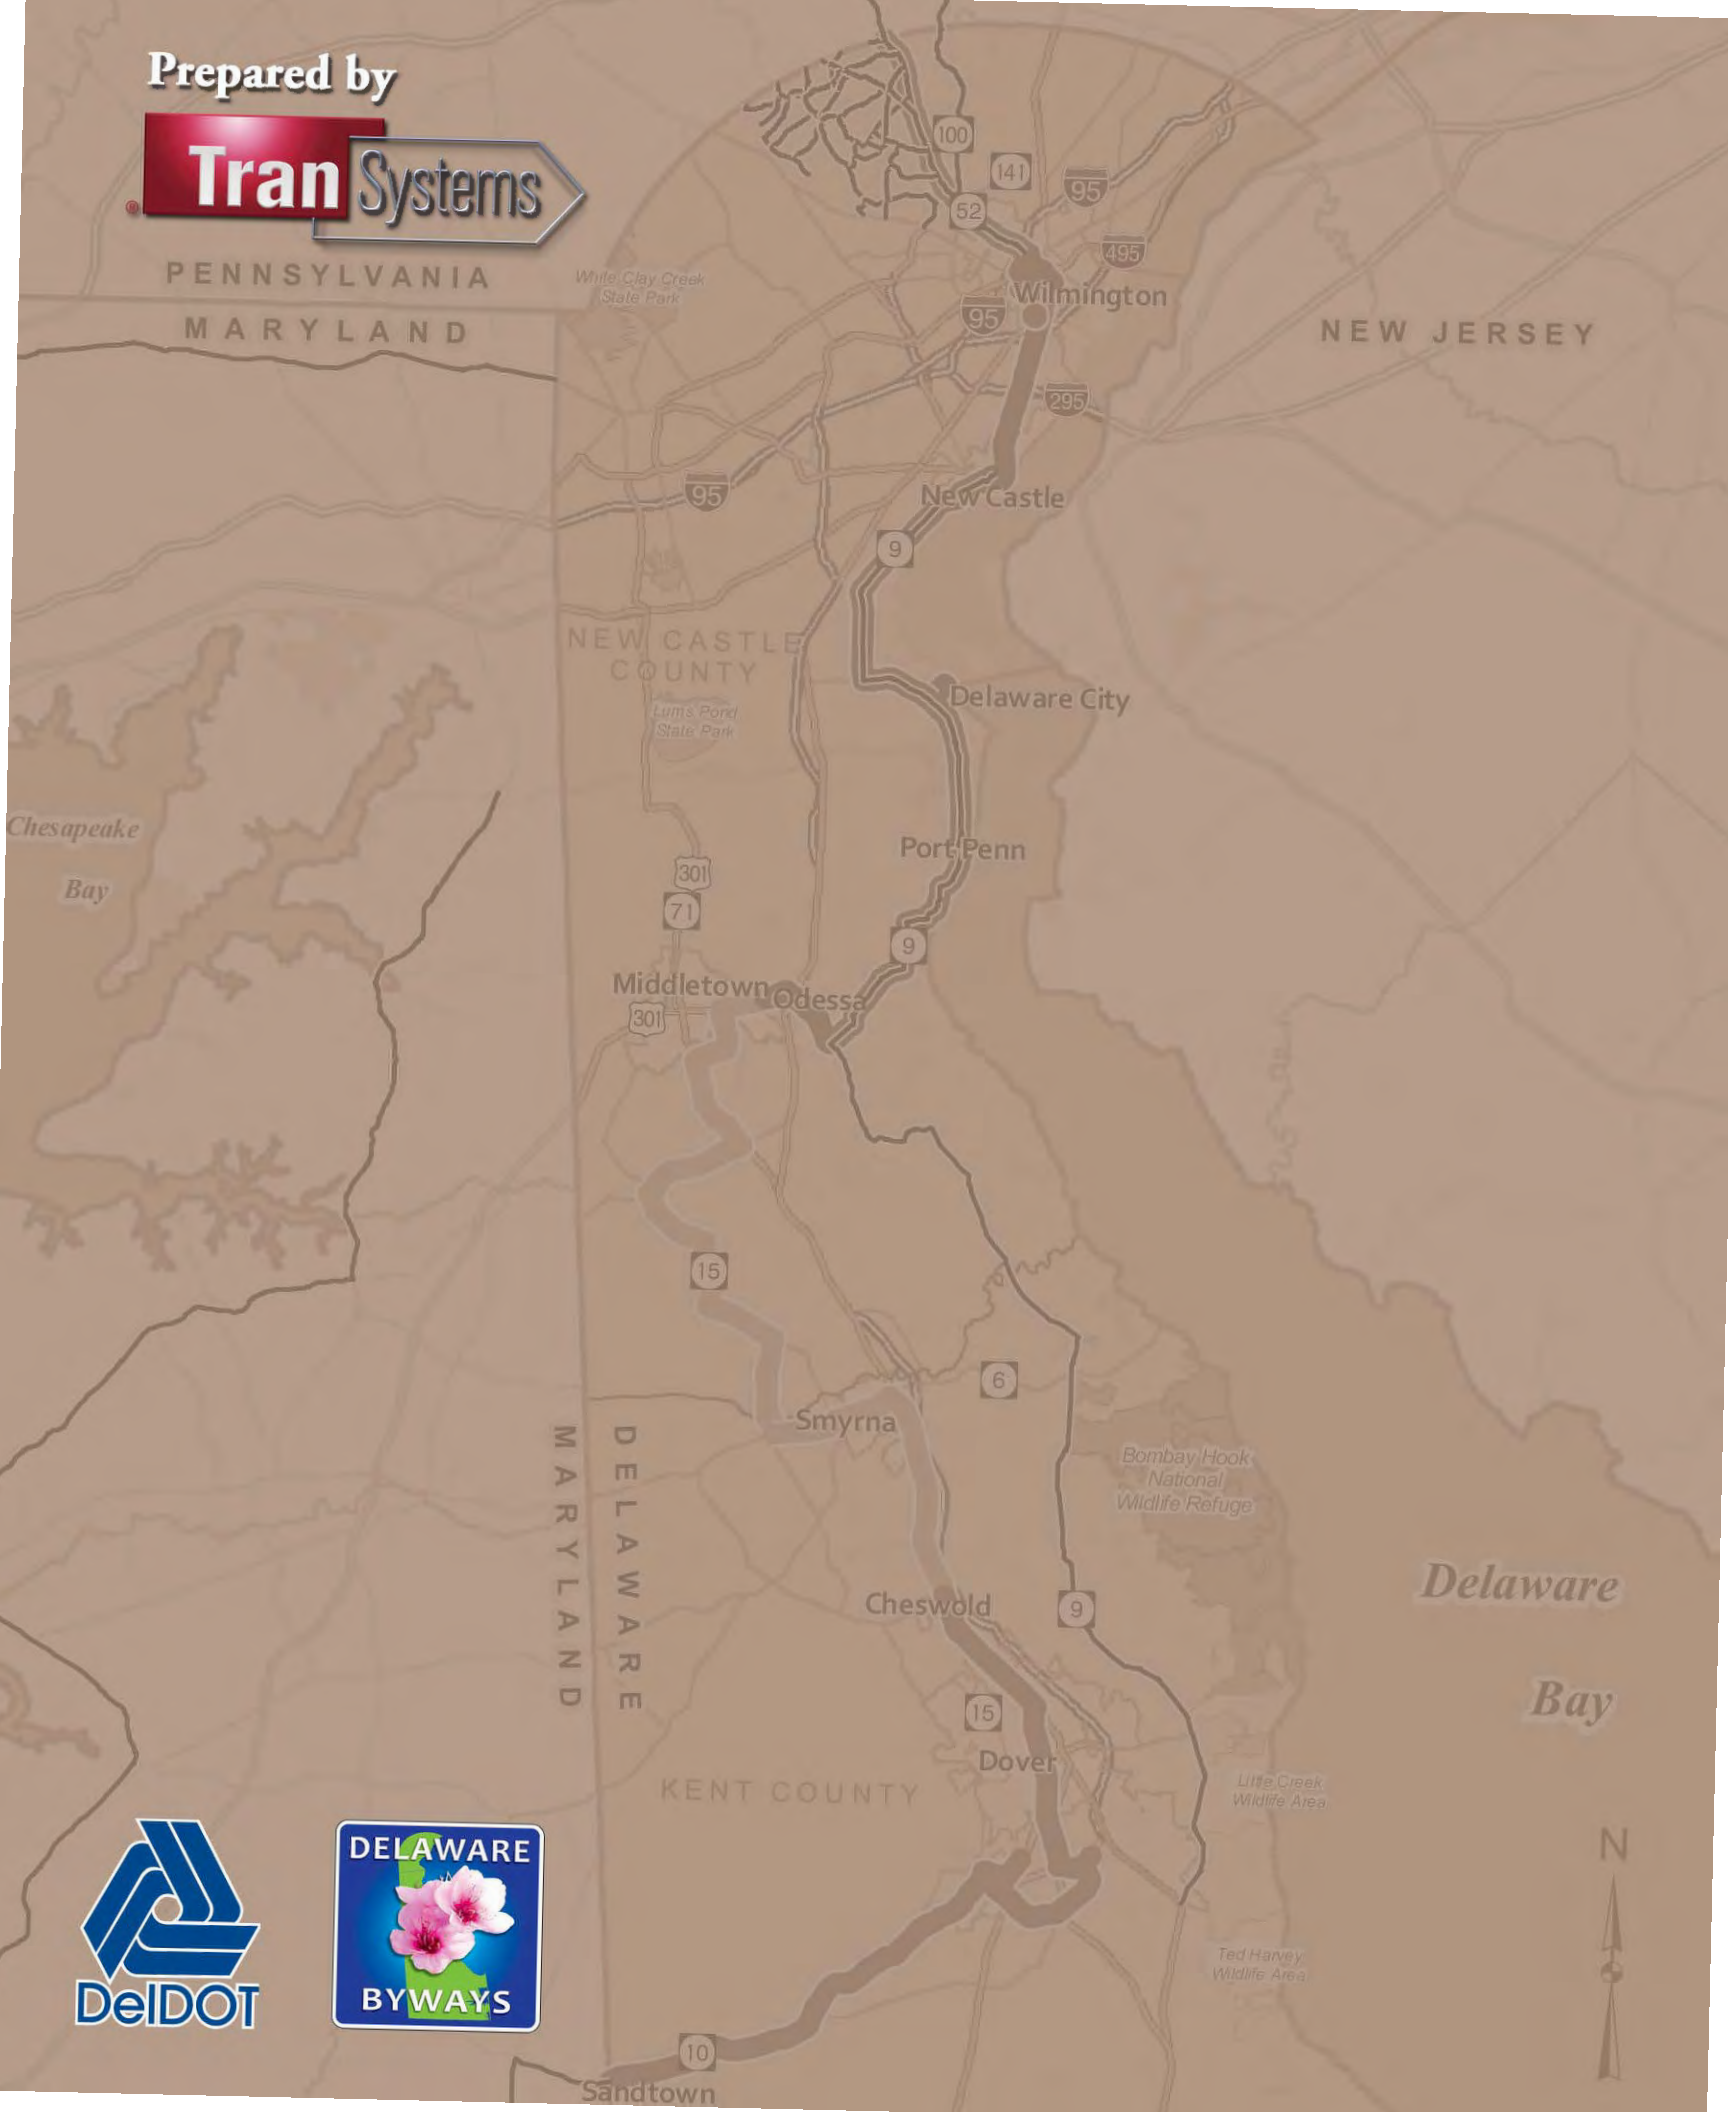 Prepared by
TranSystems
®
PENNSYLVANIA
MARYLAND
White Clay Creek
State Park
100
141
95
52
495
Wilmington
95
NEW JERSEY
295
95
New Castle
9
NEW CASTLE
COUNTY
Lums Pond
State Park
Delaware City
Chesapeake
Bay
Port Penn
301
71
9
Middletown
Odessa
301
15
6
Smyrna
MARYLAND
DELAWARE
Bombay Hook
National
Wildlife Refuge
Delaware
Bay
Cheswold
9
15
Dover
KENT COUNTY
Little Creek
Wildlife Area
N
DELAWARE
BYWAYS
DelDOT
Ted Harvey
Wildlife Area
10
Sandtown